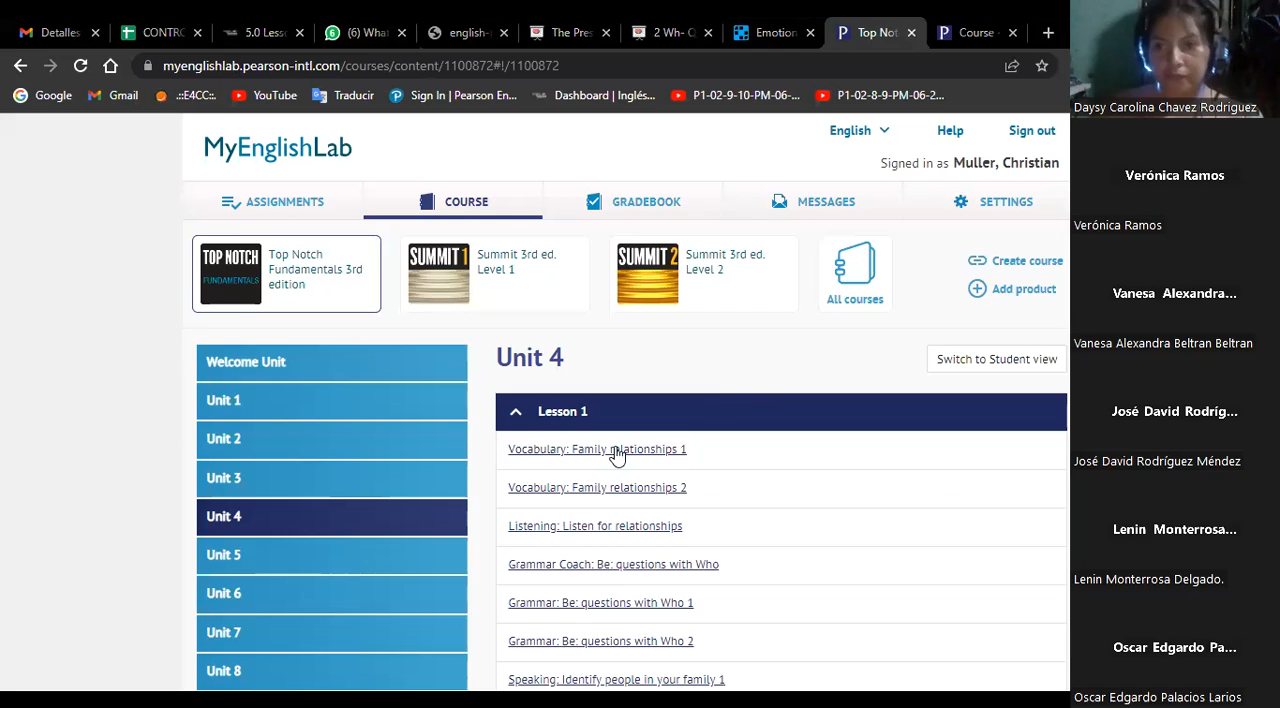 Detalles
CONTRO
5.0 Lesso
(6) What
english-
The Pres
2 Wh- Q
Emotion
Top Not
Course -
myenglishlab.pearson-intl.com/courses/content/1100872#!/1100872
Google
Gmail
.::E4CC::.
YouTube
Traducir
Sign In | Pearson En...
Dashboard | Inglés,...
P1-02-9-10-PM-06-...
P1-02-8-9-PM-06-2...
MyEnglishLab
English
Help
Sign out
Signed in as Muller, Christian
ASSIGNMENTS
COURSE
GRADEBOOK
MESSAGES
SETTINGS
TOP NOTCH
FUNDAMENTALS
Top Notch
Fundamentals 3rd
edition
SUMMIT 1
Summit 3rd ed.
Level 1
SUMMIT 2
Summit 3rd ed.
Level 2
All courses
Create course
Add product
Welcome Unit
Unit 1
Unit 2
Unit 3
Unit 4
Unit 5
Unit 6
Unit 7
Unit 8
Unit 4
Switch to Student view
Lesson 1
Vocabulary: Family relationships 1
Vocabulary: Family relationships 2
Listening: Listen for relationships
Grammar Coach: Be: questions with Who
Grammar: Be: questions with Who 1
Grammar: Be: questions with Who 2
Speaking: Identify people in your family 1
Daysy Carolina Chavez Rodriguez
Verónica Ramos
Verónica Ramos
Vanesa Alexandra...
Vanesa Alexandra Beltran Beltran
José David Rodríg...
José David Rodríguez Méndez
Lenin Monterrosa...
Lenin Monterrosa Delgado.
Oscar Edgardo Pa...
Oscar Edgardo Palacios Larios